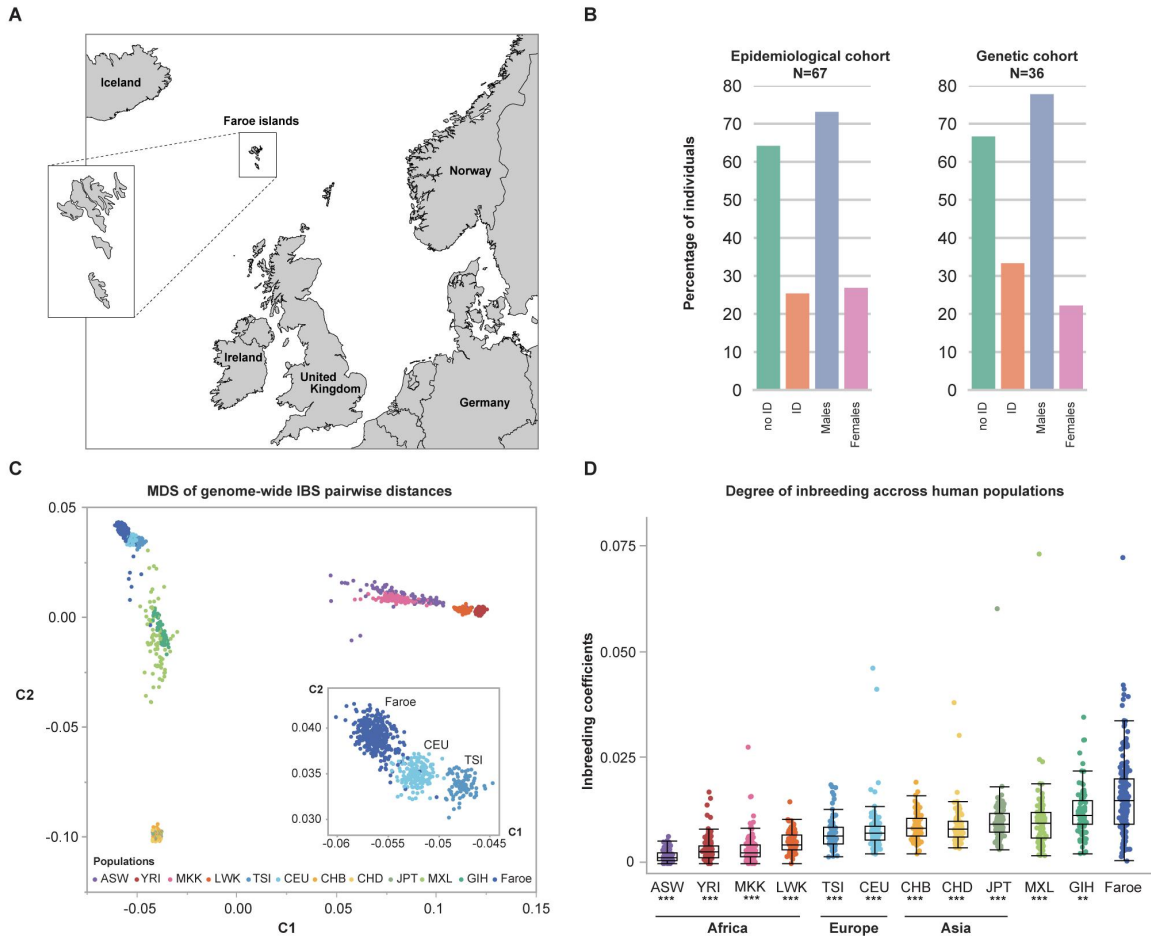 A
Iceland
Faroe islands
Norway
Ireland
United
Kingdom
Germany
B
Epidemiological cohort
N=67
Genetic cohort
N=36
Percentage of individuals
80
70
60
50
40
30
20
10
0
no ID
ID
Males
Females
80
70
60
50
40
30
20
10
0
no ID
ID
Males
Females
C
MDS of genome-wide IBS pairwise distances
C2
0.05
0.00
-0.05
-0.10
C2
Faroe
CEU
TSI
0.040
0.035
0.030
-0.06 -0.055 -0.05 -0.045
C1
Populations
ASW YRI MKK LWK TSI CEU CHB CHD JPT MXL GIH Faroe
-0.05 0.00 0.05 0.1 0.15
C1
D
Degree of inbreeding accross human populations
Inbreeding coefficients
0.075
0.050
0.025
0
ASW YRI MKK LWK TSI CEU CHB CHD JPT MXL GIH Faroe
*** *** *** *** *** *** *** *** *** *** **
Africa Europe Asia